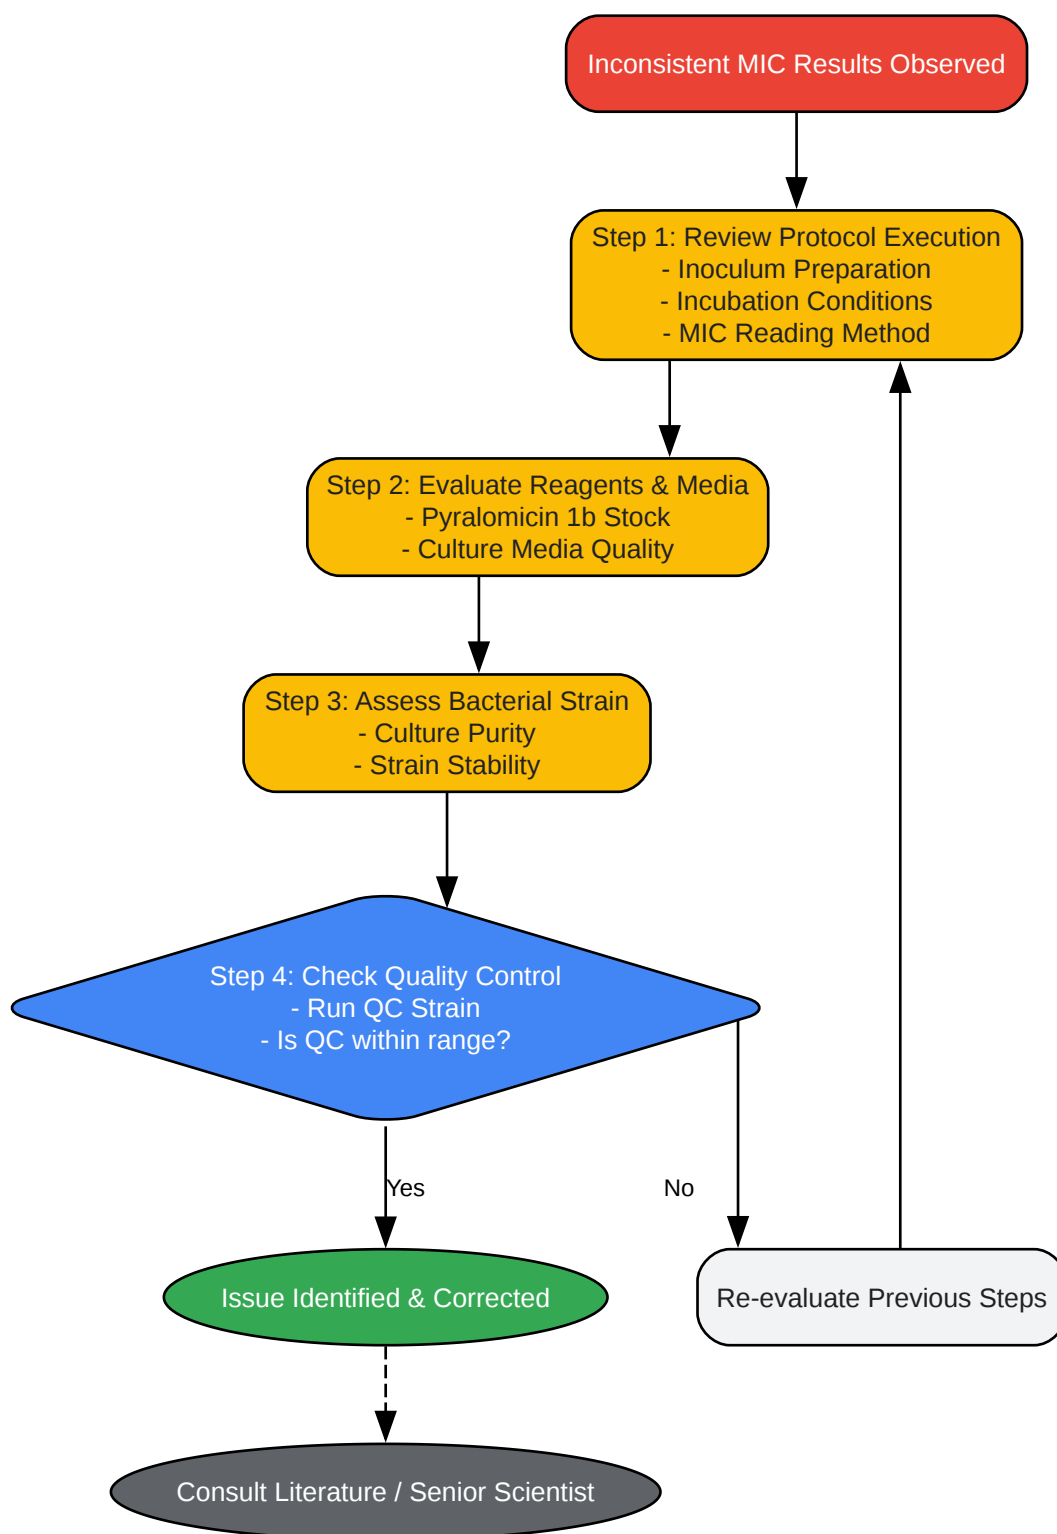 Inconsistent MIC Results Observed
Step 1: Review Protocol Execution
- Inoculum Preparation
- Incubation Conditions
- MIC Reading Method
Step 2: Evaluate Reagents & Media
- Pyralomicin 1b Stock
- Culture Media Quality
Step 3: Assess Bacterial Strain
- Culture Purity
- Strain Stability
Step 4: Check Quality Control
- Run QC Strain
- Is QC within range?
Yes
No
Issue Identified & Corrected
Re-evaluate Previous Steps
Consult Literature / Senior Scientist